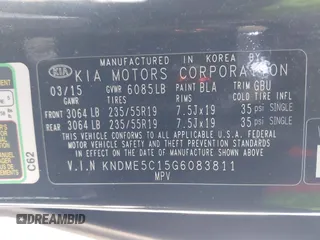 MANUFACTURED IN KOREA BY
KIA KIA MOTORS CORPORATION
03/15 GVWR 6085LB PAINT BLA TRIM GBU
GAWR TIRES RIMS COLD TIRE INFL
FRONT 3064 LB 235/55R19 7.5Jx19 35 psi SINGLE
REAR 3064 LB 235/55R19 7.5Jx19 35 psi SINGLE
THIS VEHICLE CONFORMS TO ALL APPLICABLE FEDERAL
MOTOR VEHICLE SAFETY STANDARDS IN EFFECT ON THE DATE
OF MANUFACTURE SHOWN ABOVE.
V.I.N KNDME5C15G6083811
MPV
C62
DREAMBID